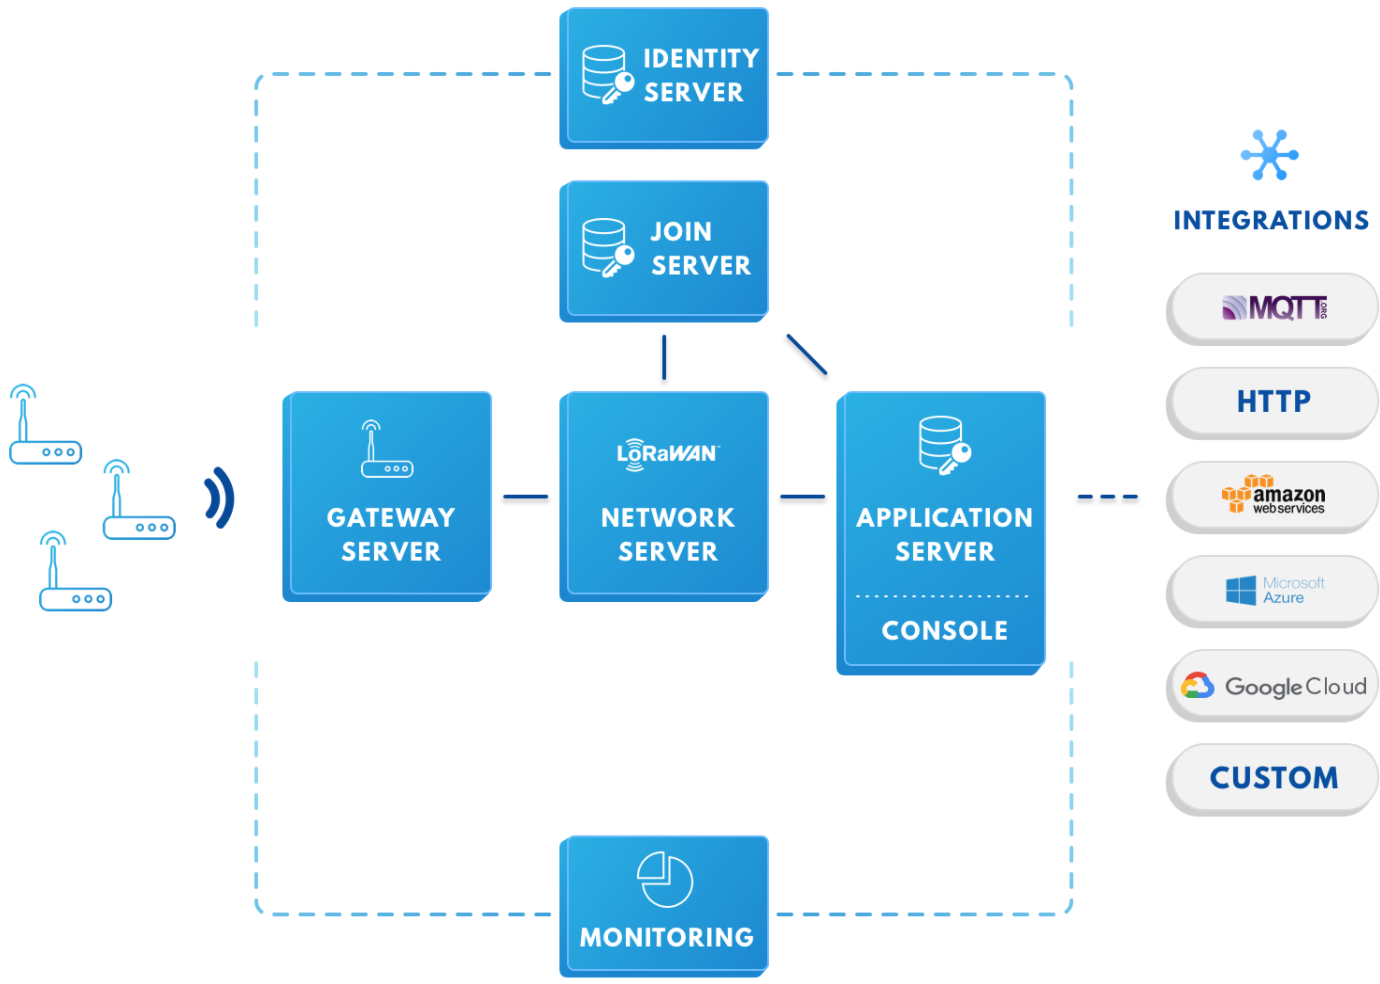 IDENTITY
SERVER
JOIN
SERVER
INTEGRATIONS
MQTT.ORG
HTTP
GATEWAY
SERVER
LoRaWAN™
NETWORK
SERVER
APPLICATION
SERVER
CONSOLE
amazon
web services
Microsoft
Azure
Google Cloud
CUSTOM
MONITORING